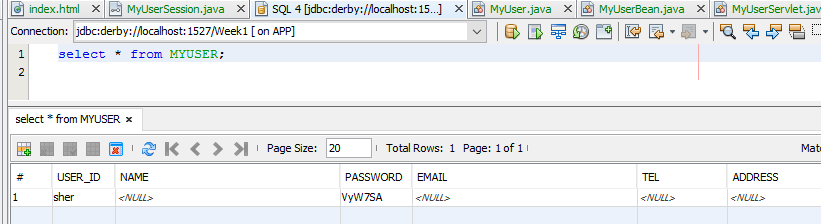 index.html MyUserSession.java SQL 4 [jdbc:derby://localhost:15...] MyUser.java MyUserBean.java MyUserServlet.jav
Connection: jdbc:derby://localhost:1527/Week1 [ on APP]
1 select * from MYUSER;
2
select * from MYUSER
Page Size: 20 Total Rows: 1 Page: 1 of 1 Matc
# USER_ID NAME PASSWORD EMAIL TEL ADDRESS
1 sher <NULL> VyW7SA <NULL> <NULL> <NULL>